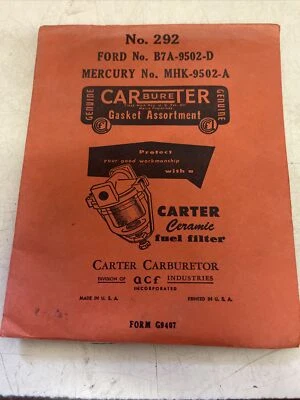 No. 292
FORD No. B7A-9502-D
MERCURY No. MHK-9502-A
GENUINE
CARBURETER
GENUINE
Gasket Assortment
Protect
your good workmanship
with a
CARTER
Ceramic
fuel filter
CARTER CARBURETOR
DIVISION OF acf INDUSTRIES
INCORPORATED
MADE IN U. S. A.
PRINTED IN U. S. A.
FORM G9407